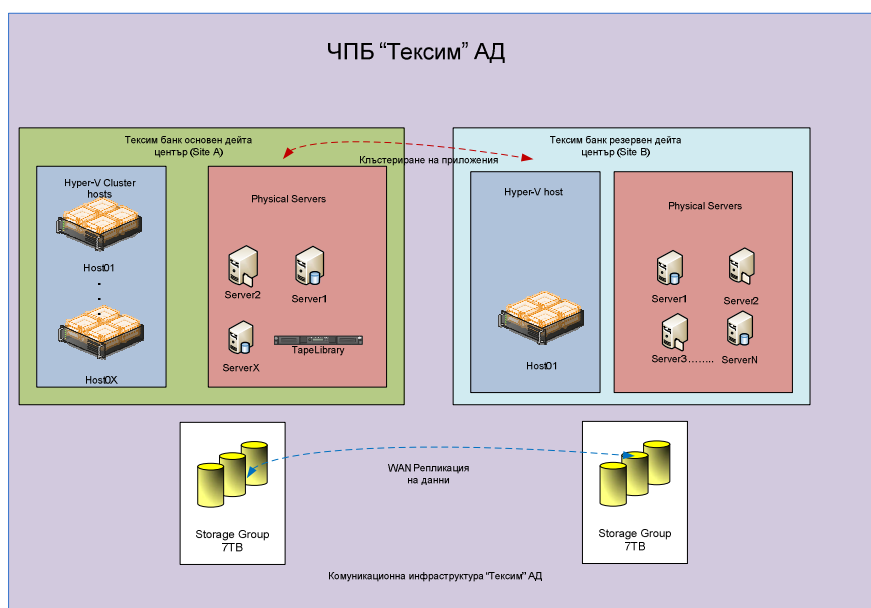 ЧПБ “Тексим” АД
Тексим банк основен дейта
център (Site A)
Тексим банк резервен дейта
център (Site B)
Клъстериране на приложения
Hyper-V Cluster
hosts
Host01
.
.
.
Host0X
Physical Servers
Server2
Server1
ServerX
TapeLibrary
Hyper-V host
Host01
Physical Servers
Server1
Server2
Server3........
ServerN
WAN Репликация
на данни
Storage Group
7TB
Storage Group
7TB
Комуникационна инфраструктура “Тексим” АД